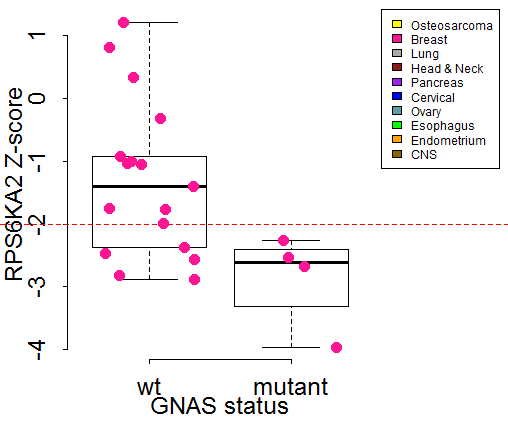 RPS6KA2 Z-score
1
0
-1
-2
-3
-4
wt
mutant
GNAS status
Osteosarcoma
Breast
Lung
Head & Neck
Pancreas
Cervical
Ovary
Esophagus
Endometrium
CNS